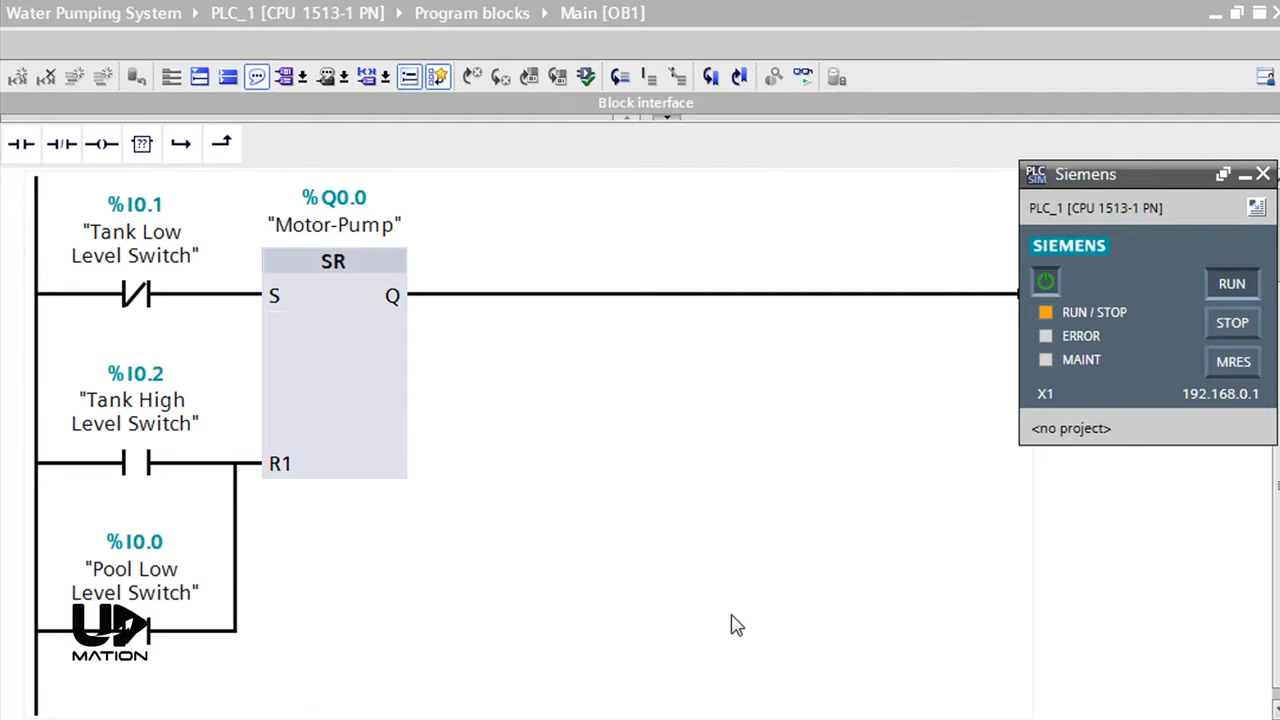 Water Pumping System PLC_1 [CPU 1513-1 PN] Program blocks Main [OB1]
Block interface
??
%I0.1
"Tank Low
Level Switch"
%Q0.0
"Motor-Pump"
SR
S
Q
%I0.2
"Tank High
Level Switch"
R1
%I0.0
"Pool Low
Level Switch"
UP
MATION
PLC
SIM
Siemens
PLC_1 [CPU 1513-1 PN]
SIEMENS
RUN
RUN / STOP
STOP
ERROR
MAINT
MRES
X1
192.168.0.1
<no project>